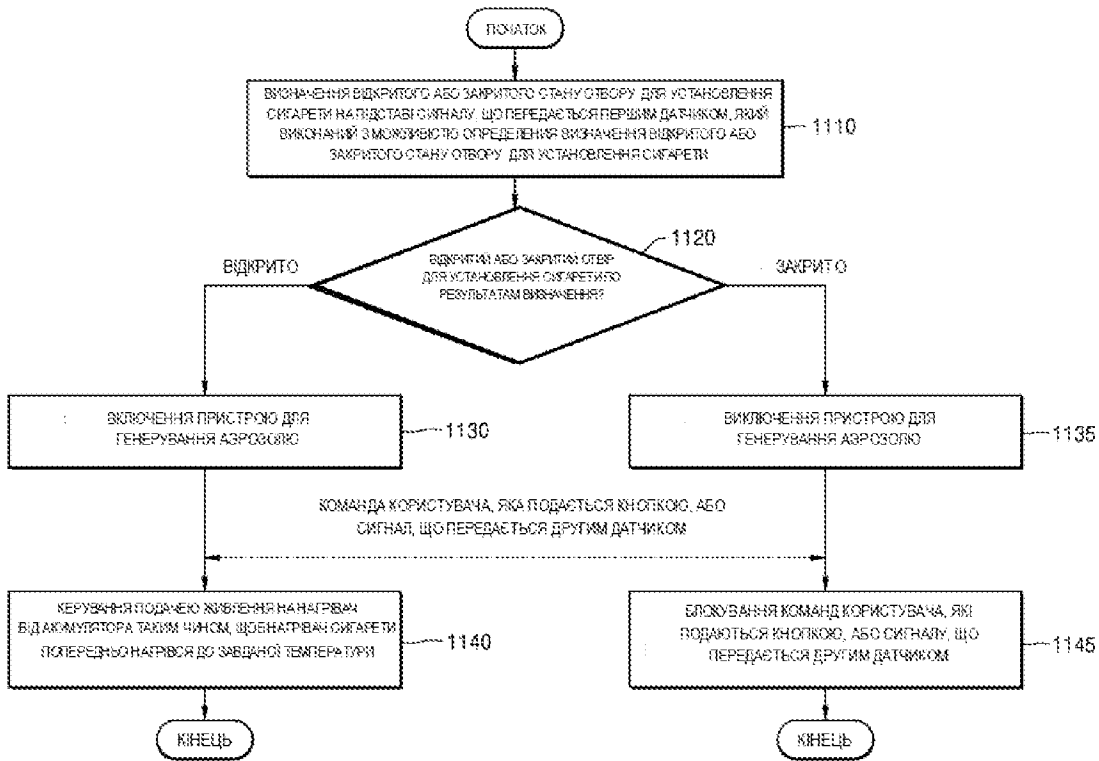 ПОЧАТОК
ВИЗНАЧЕННЯ ВІДКРИТОГО АБО ЗАКРИТОГО СТАНУ ОТВОРУ ДЛЯ УСТАНОВЛЕННЯ
СИГАРЕТИ НА ПІДСТАВІ СИГНАЛУ, ЩО ПЕРЕДАЄТЬСЯ ПЕРШИМ ДАТЧИКОМ, ЯКИЙ
ВИКОНАНИЙ З МОЖЛИВІСТЮ ОПРЕДЕЛЕНИЯ ВИЗНАЧЕННЯ ВІДКРИТОГО АБО
ЗАКРИТОГО СТАНУ ОТВОРУ ДЛЯ УСТАНОВЛЕННЯ СИГАРЕТИ
1110
1120
ВІДКРИТИЙ АБО ЗАКРИТИЙ ОТВІР
ДЛЯ УСТАНОВЛЕННЯ СИГАРЕТИ ПО
РЕЗУЛЬТАТАМ ВИЗНАЧЕННЯ?
ВІДКРИТО
ЗАКРИТО
ВКЛЮЧЕННЯ ПРИСТРОЮ ДЛЯ
ГЕНЕРУВАННЯ АЭРОЗОЛЮ
1130
ВИКЛЮЧЕННЯ ПРИСТРОЮ ДЛЯ
ГЕНЕРУВАННЯ АЭРОЗОЛЮ
1135
КОМАНДА КОРИСТУВАЧА, ЯКА ПОДАЄТЬСЯ КНОПКОЮ, АБО
СИГНАЛ, ЩО ПЕРЕДАЄТЬСЯ ДРУГИМ ДАТЧИКОМ
КЕРУВАННЯ ПОДАЧЕЮ ЖИВЛЕННЯ НА НАГРІВАЧ
ВІД АКУМУЛЯТОРА ТАКИМ ЧИНОМ, ЩОБ НАГРІВАЧ СИГАРЕТИ
ПОПЕРЕДНЬО НАГРІВСЯ ДО ЗАВДАНОЇ ТЕМПЕРАТУРИ
1140
БЛОКУВАННЯ КОМАНД КОРИСТУВАЧА, ЯКІ
ПОДАЮТЬСЯ КНОПКОЮ, АБО СИГНАЛУ, ЩО
ПЕРЕДАЄТЬСЯ ДРУГИМ ДАТЧИКОМ
1145
КІНЕЦЬ
КІНЕЦЬ